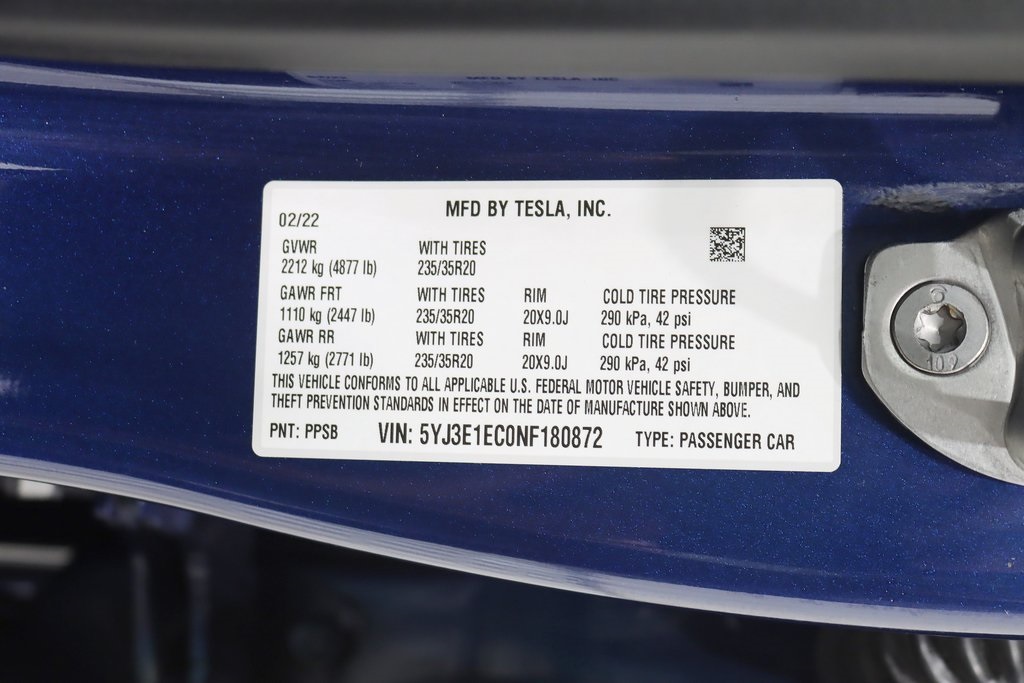 MFD BY TESLA, INC.
02/22
GVWR WITH TIRES
2212 kg (4877 lb) 235/35R20
GAWR FRT WITH TIRES RIM COLD TIRE PRESSURE
1110 kg (2447 lb) 235/35R20 20X9.0J 290 kPa, 42 psi
GAWR RR WITH TIRES RIM COLD TIRE PRESSURE
1257 kg (2771 lb) 235/35R20 20X9.0J 290 kPa, 42 psi
THIS VEHICLE CONFORMS TO ALL APPLICABLE U.S. FEDERAL MOTOR VEHICLE SAFETY, BUMPER, AND
THEFT PREVENTION STANDARDS IN EFFECT ON THE DATE OF MANUFACTURE SHOWN ABOVE.
PNT: PPSB VIN: 5YJ3E1EC0NF180872 TYPE: PASSENGER CAR
10.2